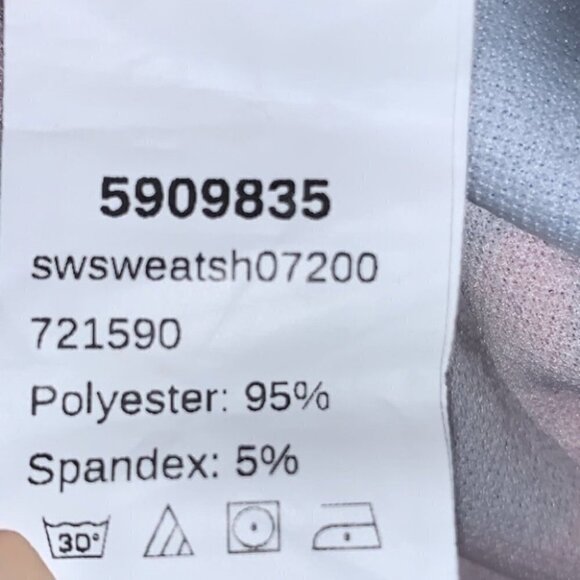 5909835
swsweatsh07200
721590
Polyester: 95%
Spandex: 5%
30°